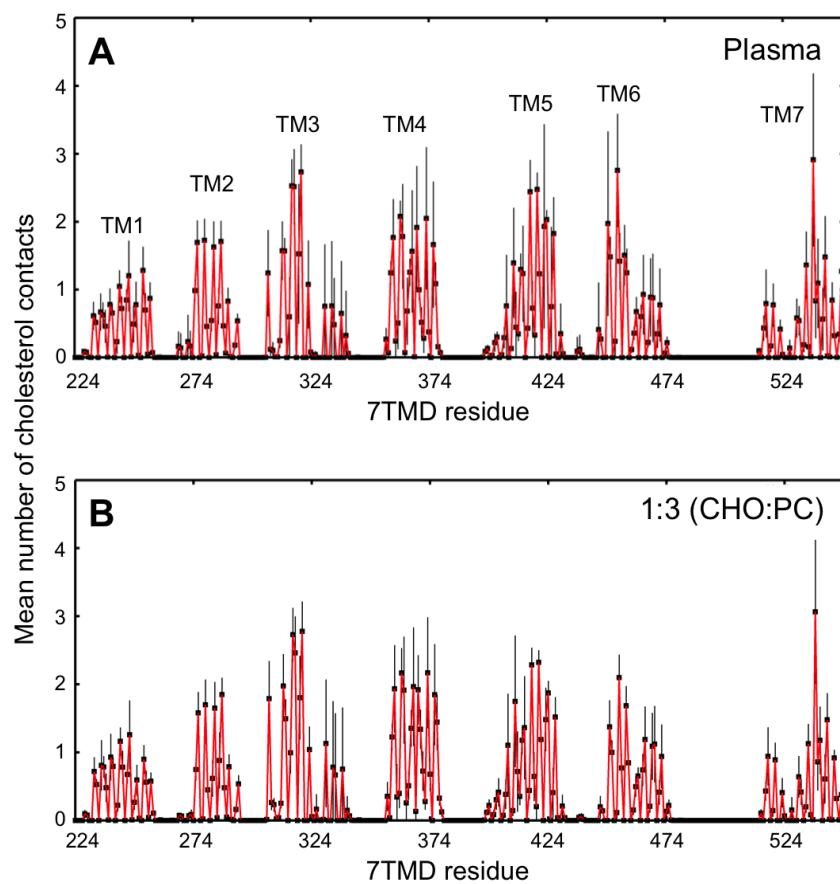 Mean number of cholesterol contacts
A
Plasma
5
4
3
2
1
0
TM1
TM2
TM3
TM4
TM5
TM6
TM7
224
274
324
374
424
474
524
7TMD residue
B
1:3 (CHO:PC)
5
4
3
2
1
0
224
274
324
374
424
474
524
7TMD residue